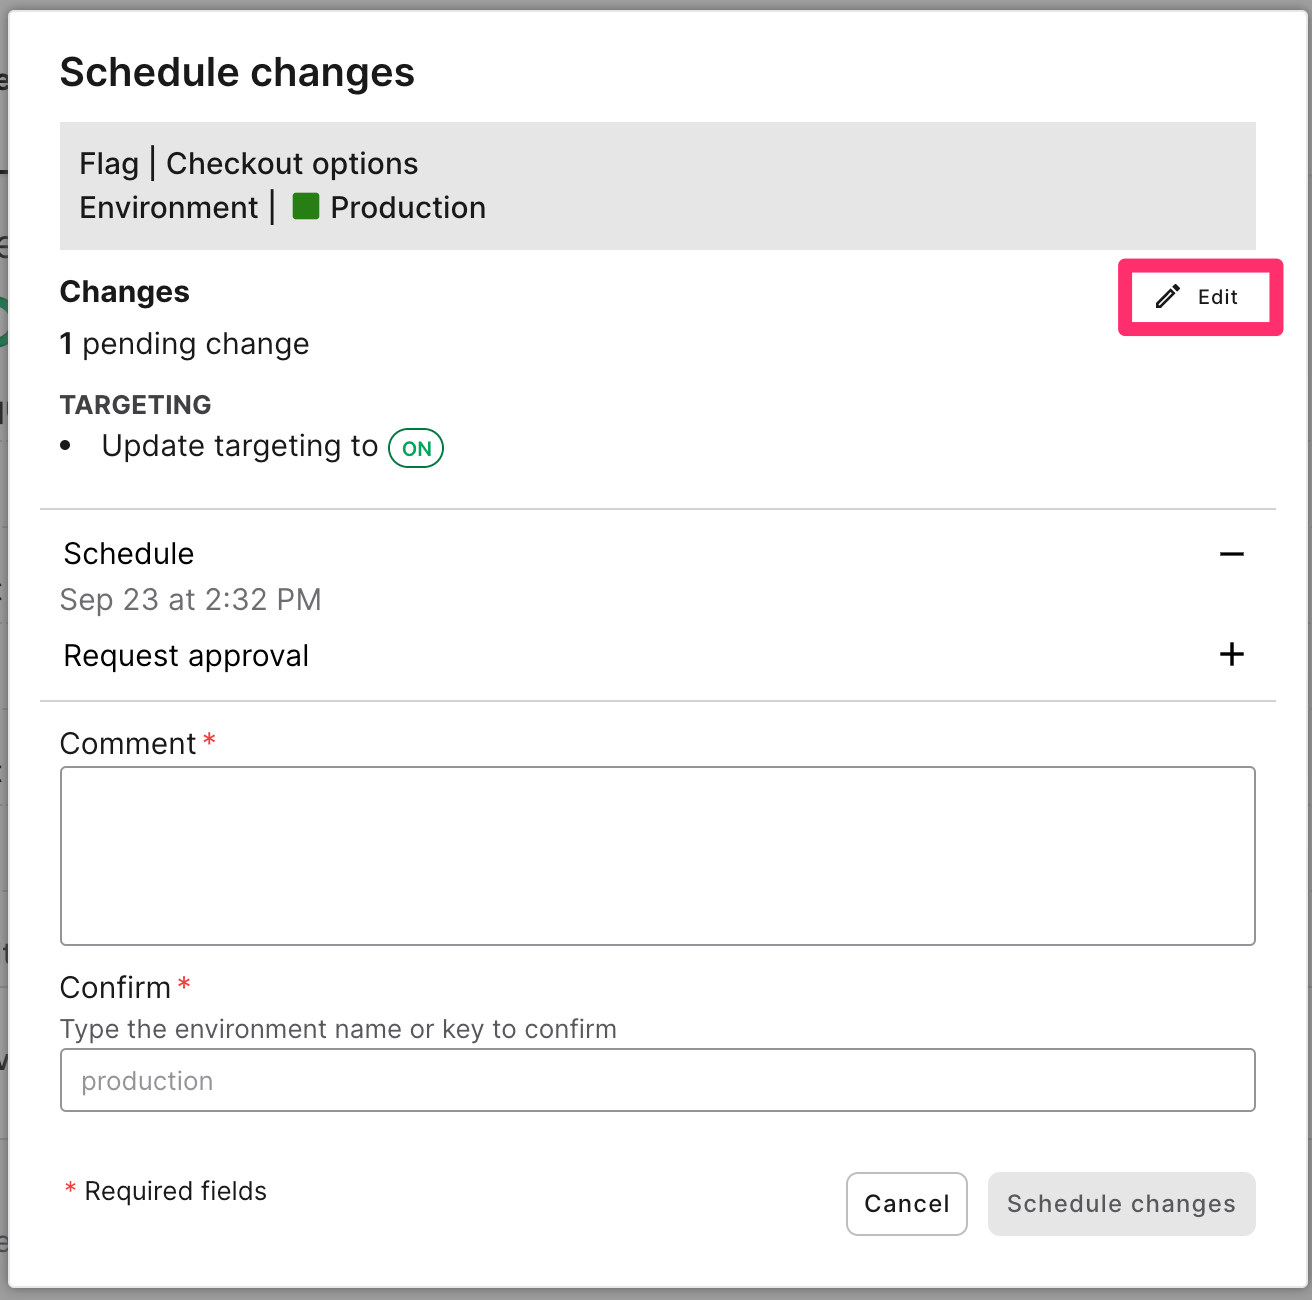 Schedule changes
Flag | Checkout options
Environment | Production
Changes
Edit
1 pending change
TARGETING
• Update targeting to ON
Schedule
Sep 23 at 2:32 PM
Request approval
Comment *
Confirm *
Type the environment name or key to confirm
production
* Required fields
Cancel
Schedule changes